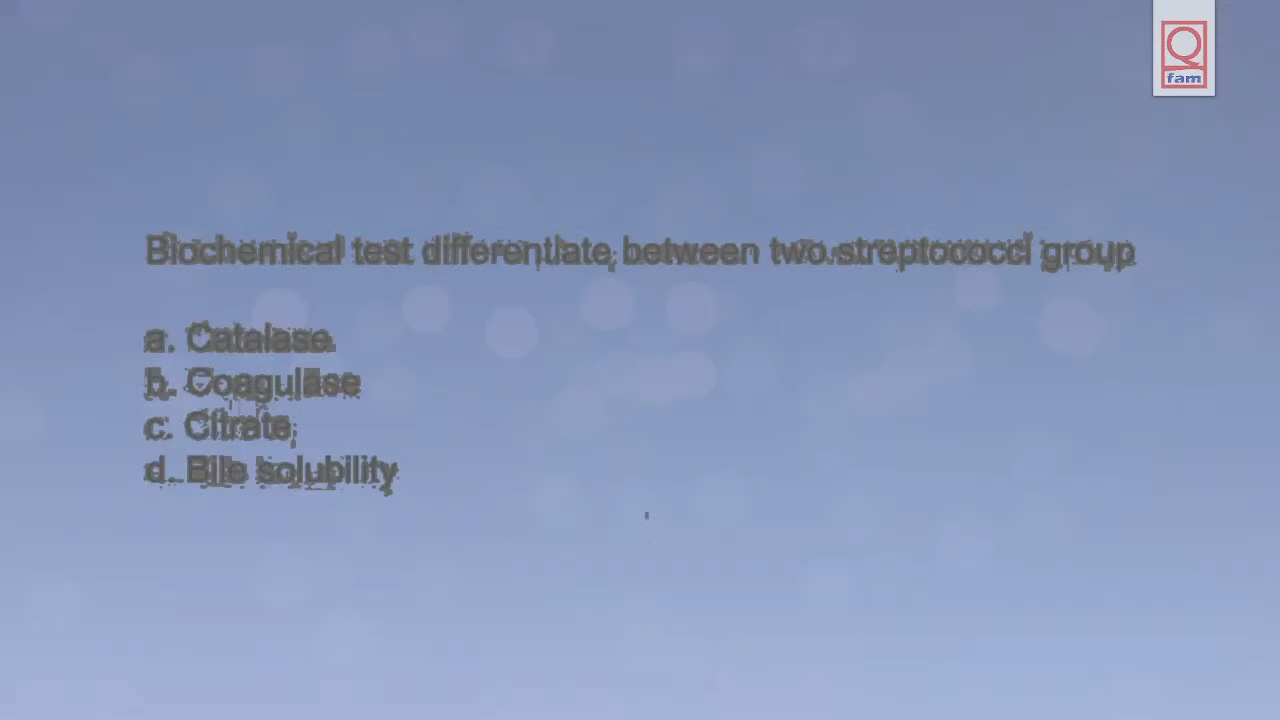 Q
fam
Biochemical test differentiate between two streptococci group
a. Catalase
b. Coagulase
c. Citrate
d. Bile solubility